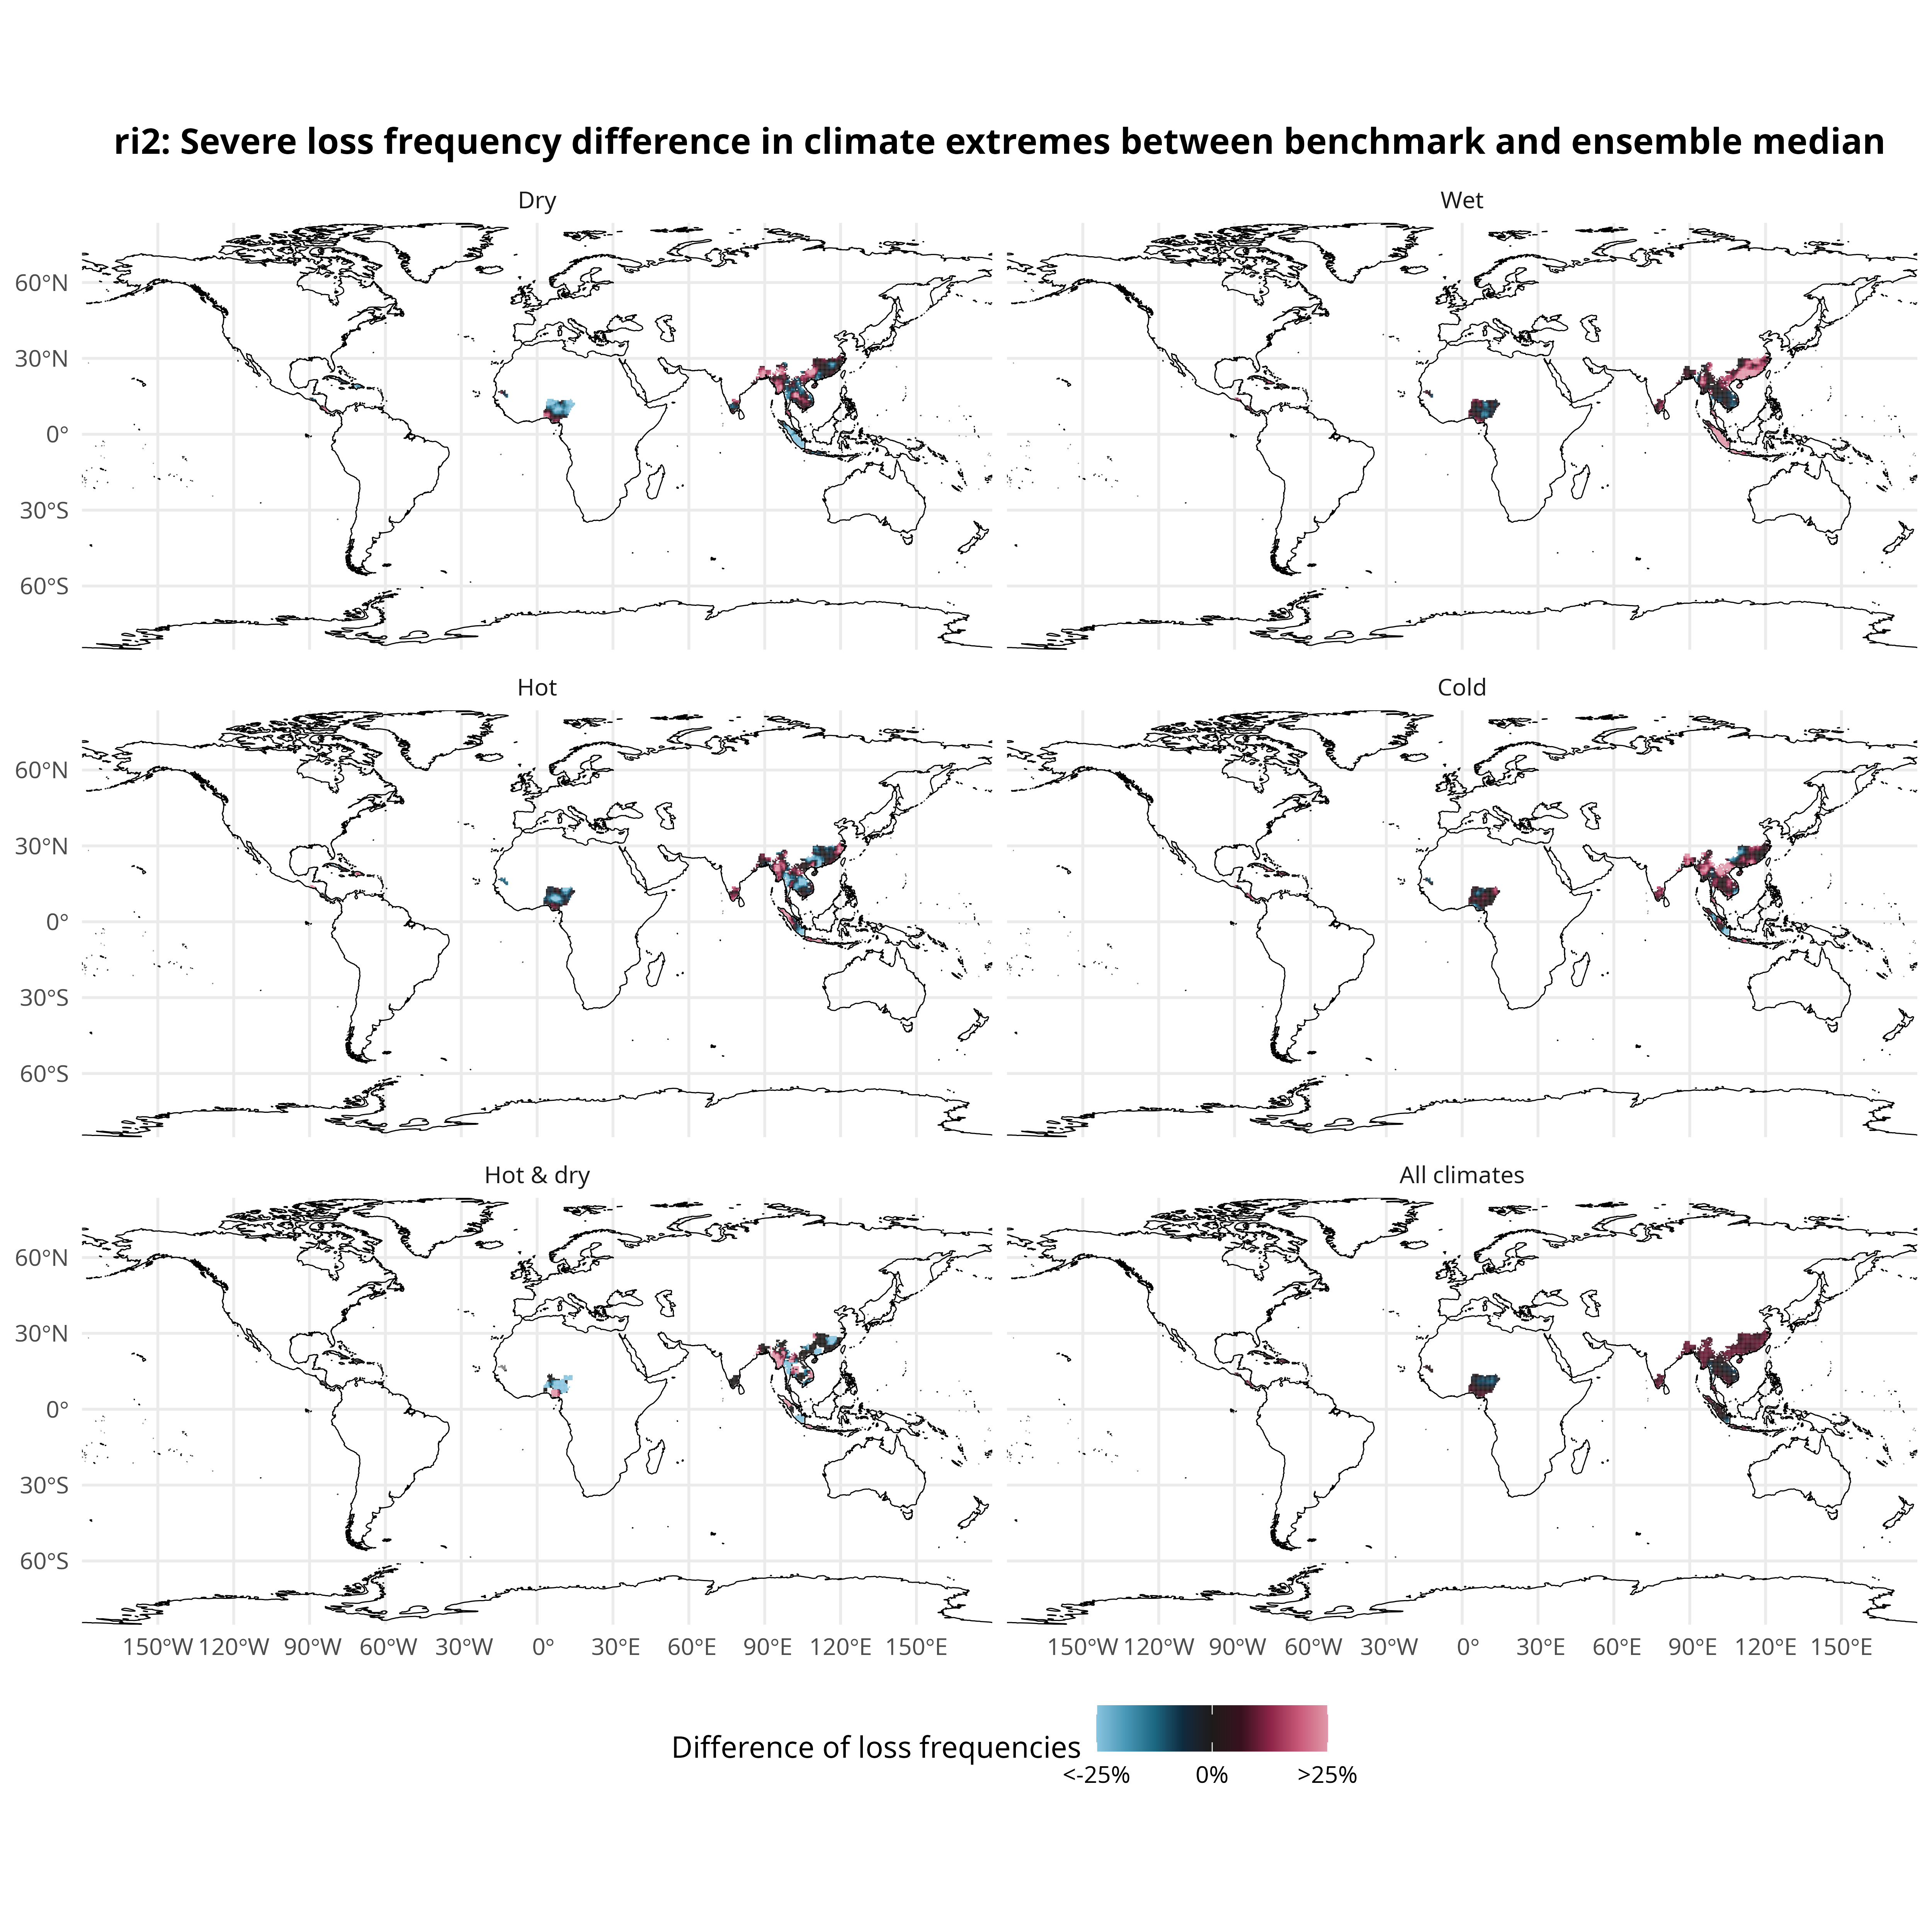 ri2: Severe loss frequency difference in climate extremes between benchmark and ensemble median
Dry
Wet
60°N
30°N
0°
30°S
60°S
Hot
Cold
60°N
30°N
0°
30°S
60°S
Hot & dry
All climates
60°N
30°N
0°
30°S
60°S
150°W 120°W 90°W 60°W 30°W 0° 30°E 60°E 90°E 120°E 150°E
150°W 120°W 90°W 60°W 30°W 0° 30°E 60°E 90°E 120°E 150°E
Difference of loss frequencies
<-25% 0% >25%